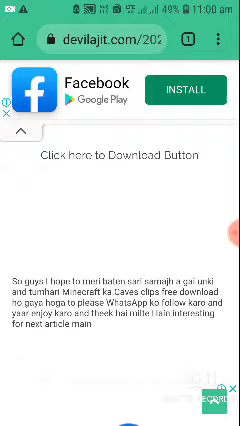 49% 11:00 am
devilajit.com/202
1
Facebook
Google Play
INSTALL
Click here to Download Button
So guys I hope to meri baten sari samajh a gai unki
and tumhari Minecraft ka Caves clips free download
ho gaya hoga to please WhatsApp ko follow karo and
yaar enjoy karo and theek hai milte Hain interesting
for next article main